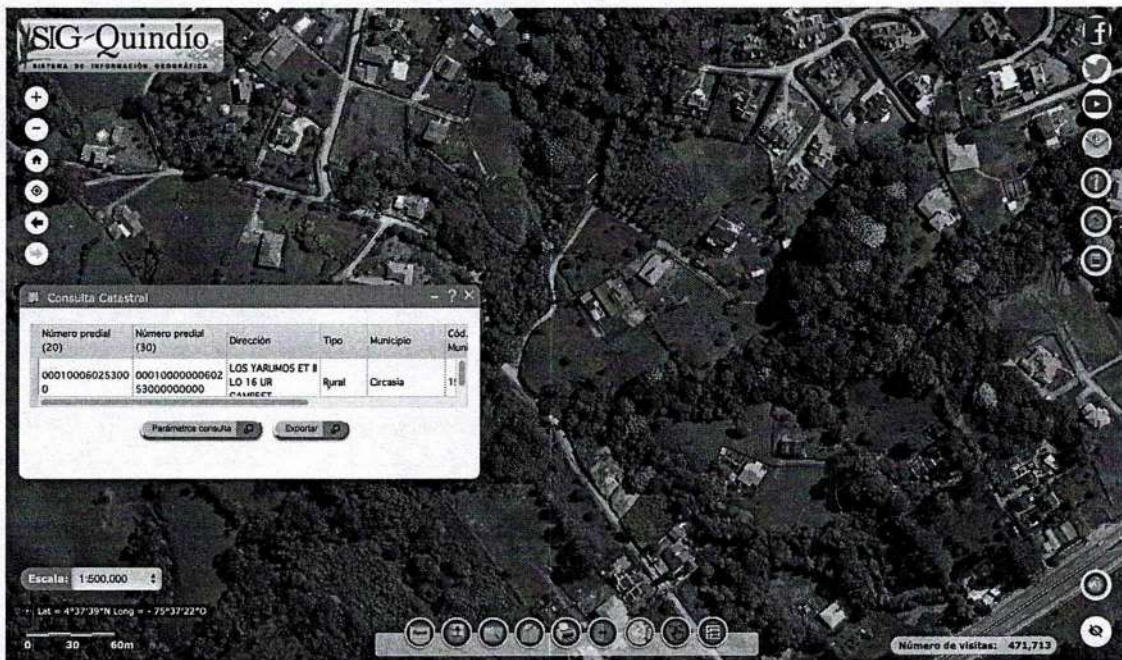 SIG-Quindío
SISTEMA DE INFORMACIÓN GEOGRÁFICA
Consulta Catastral
Número predial (20)
Número predial (30)
Dirección
Tipo
Municipio
Cód. Muni
00010006025300
0
00010000000602
53000000000
LOS YARUMOS ET II
LO 16 UR
CAMPEST
Rural
Circasia
Parámetros consulta
Exportar
Escala: 1:500,000
Lat = 4°37'39"N Long = - 75°37'22"O
0 30 60m
Número de visitas: 471,713